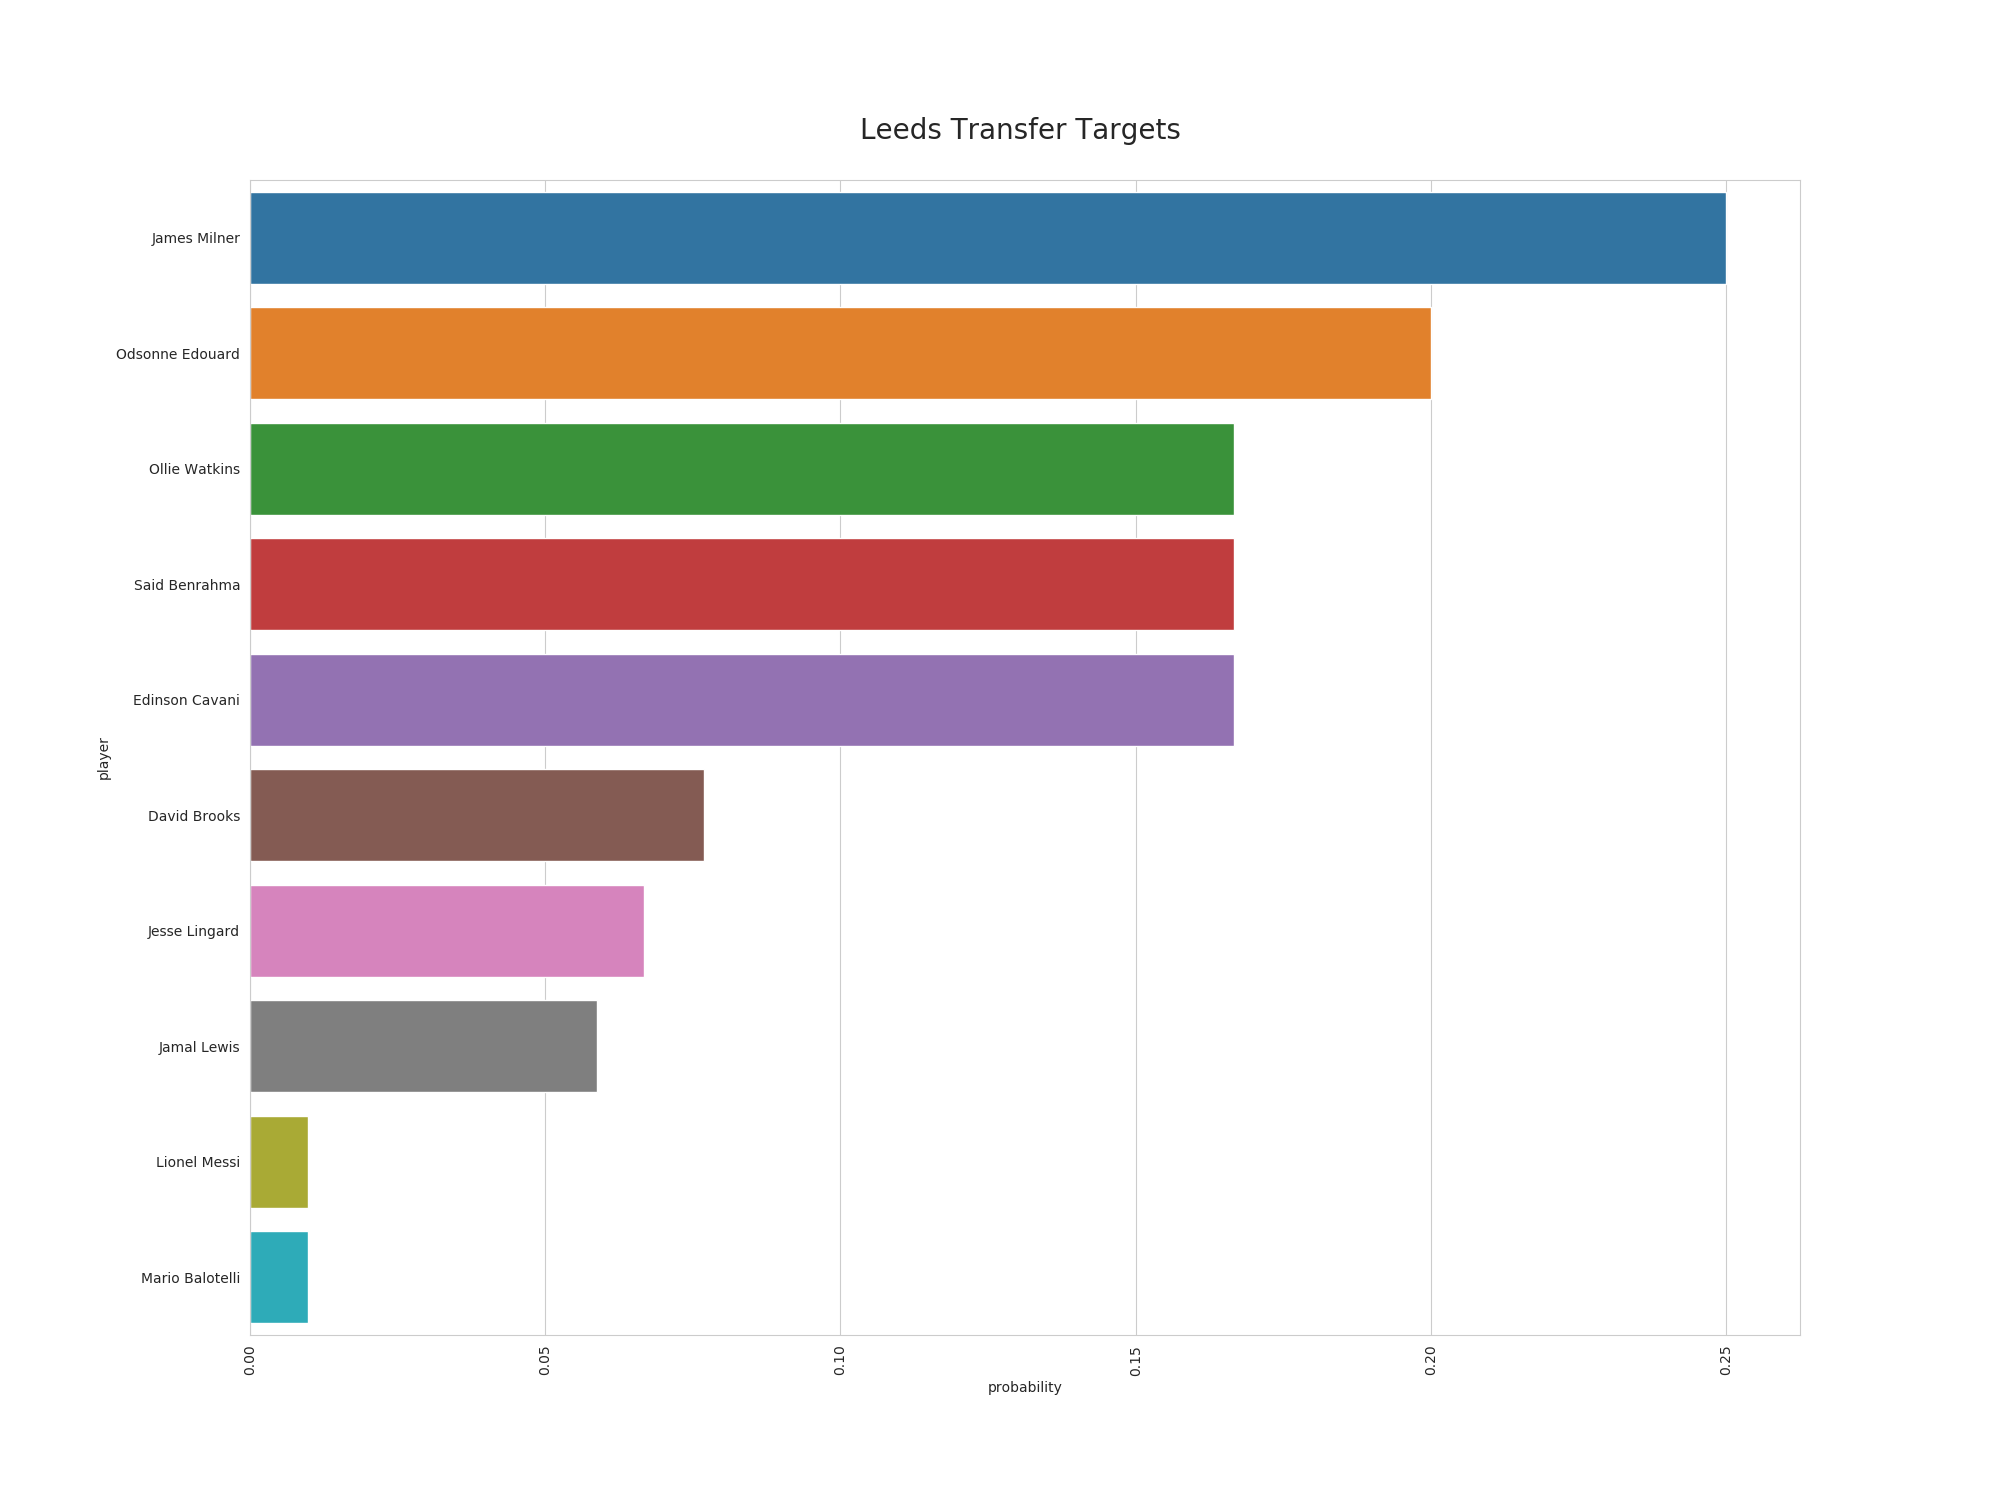 Leeds Transfer Targets
James Milner
Odsonne Edouard
Ollie Watkins
Said Benrahma
Edinson Cavani
player
David Brooks
Jesse Lingard
Jamal Lewis
Lionel Messi
Mario Balotelli
0.00 0.05 0.10 0.15 0.20 0.25
probability